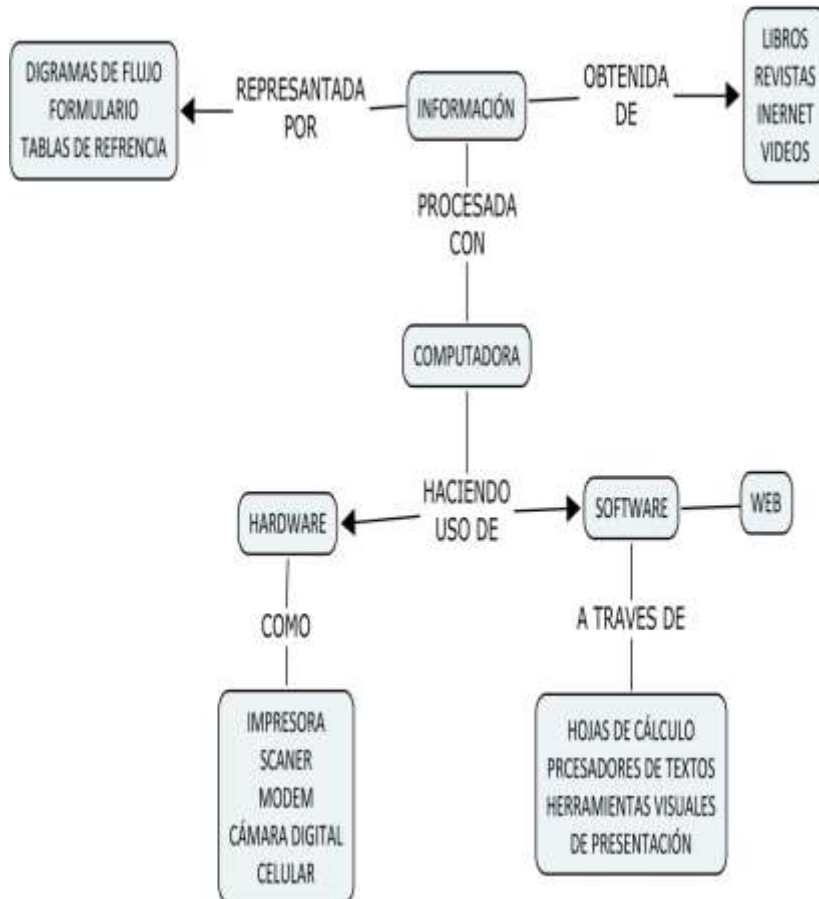 DIGRAMAS DE FLUJO
FORMULARIO
TABLAS DE REFRENCIA
REPRESANTADA
POR
INFORMACIÓN
OBTENIDA
DE
LIBROS
REVISTAS
INERNET
VIDEOS
PROCESADA
CON
COMPUTADORA
HACIENDO
USO DE
HARDWARE
SOFTWARE
WEB
COMO
A TRAVES DE
IMPRESORA
SCANER
MODEM
CÁMARA DIGITAL
CELULAR
HOJAS DE CÁLCULO
PRCESADORES DE TEXTOS
HERRAMIENTAS VISUALES
DE PRESENTACIÓN